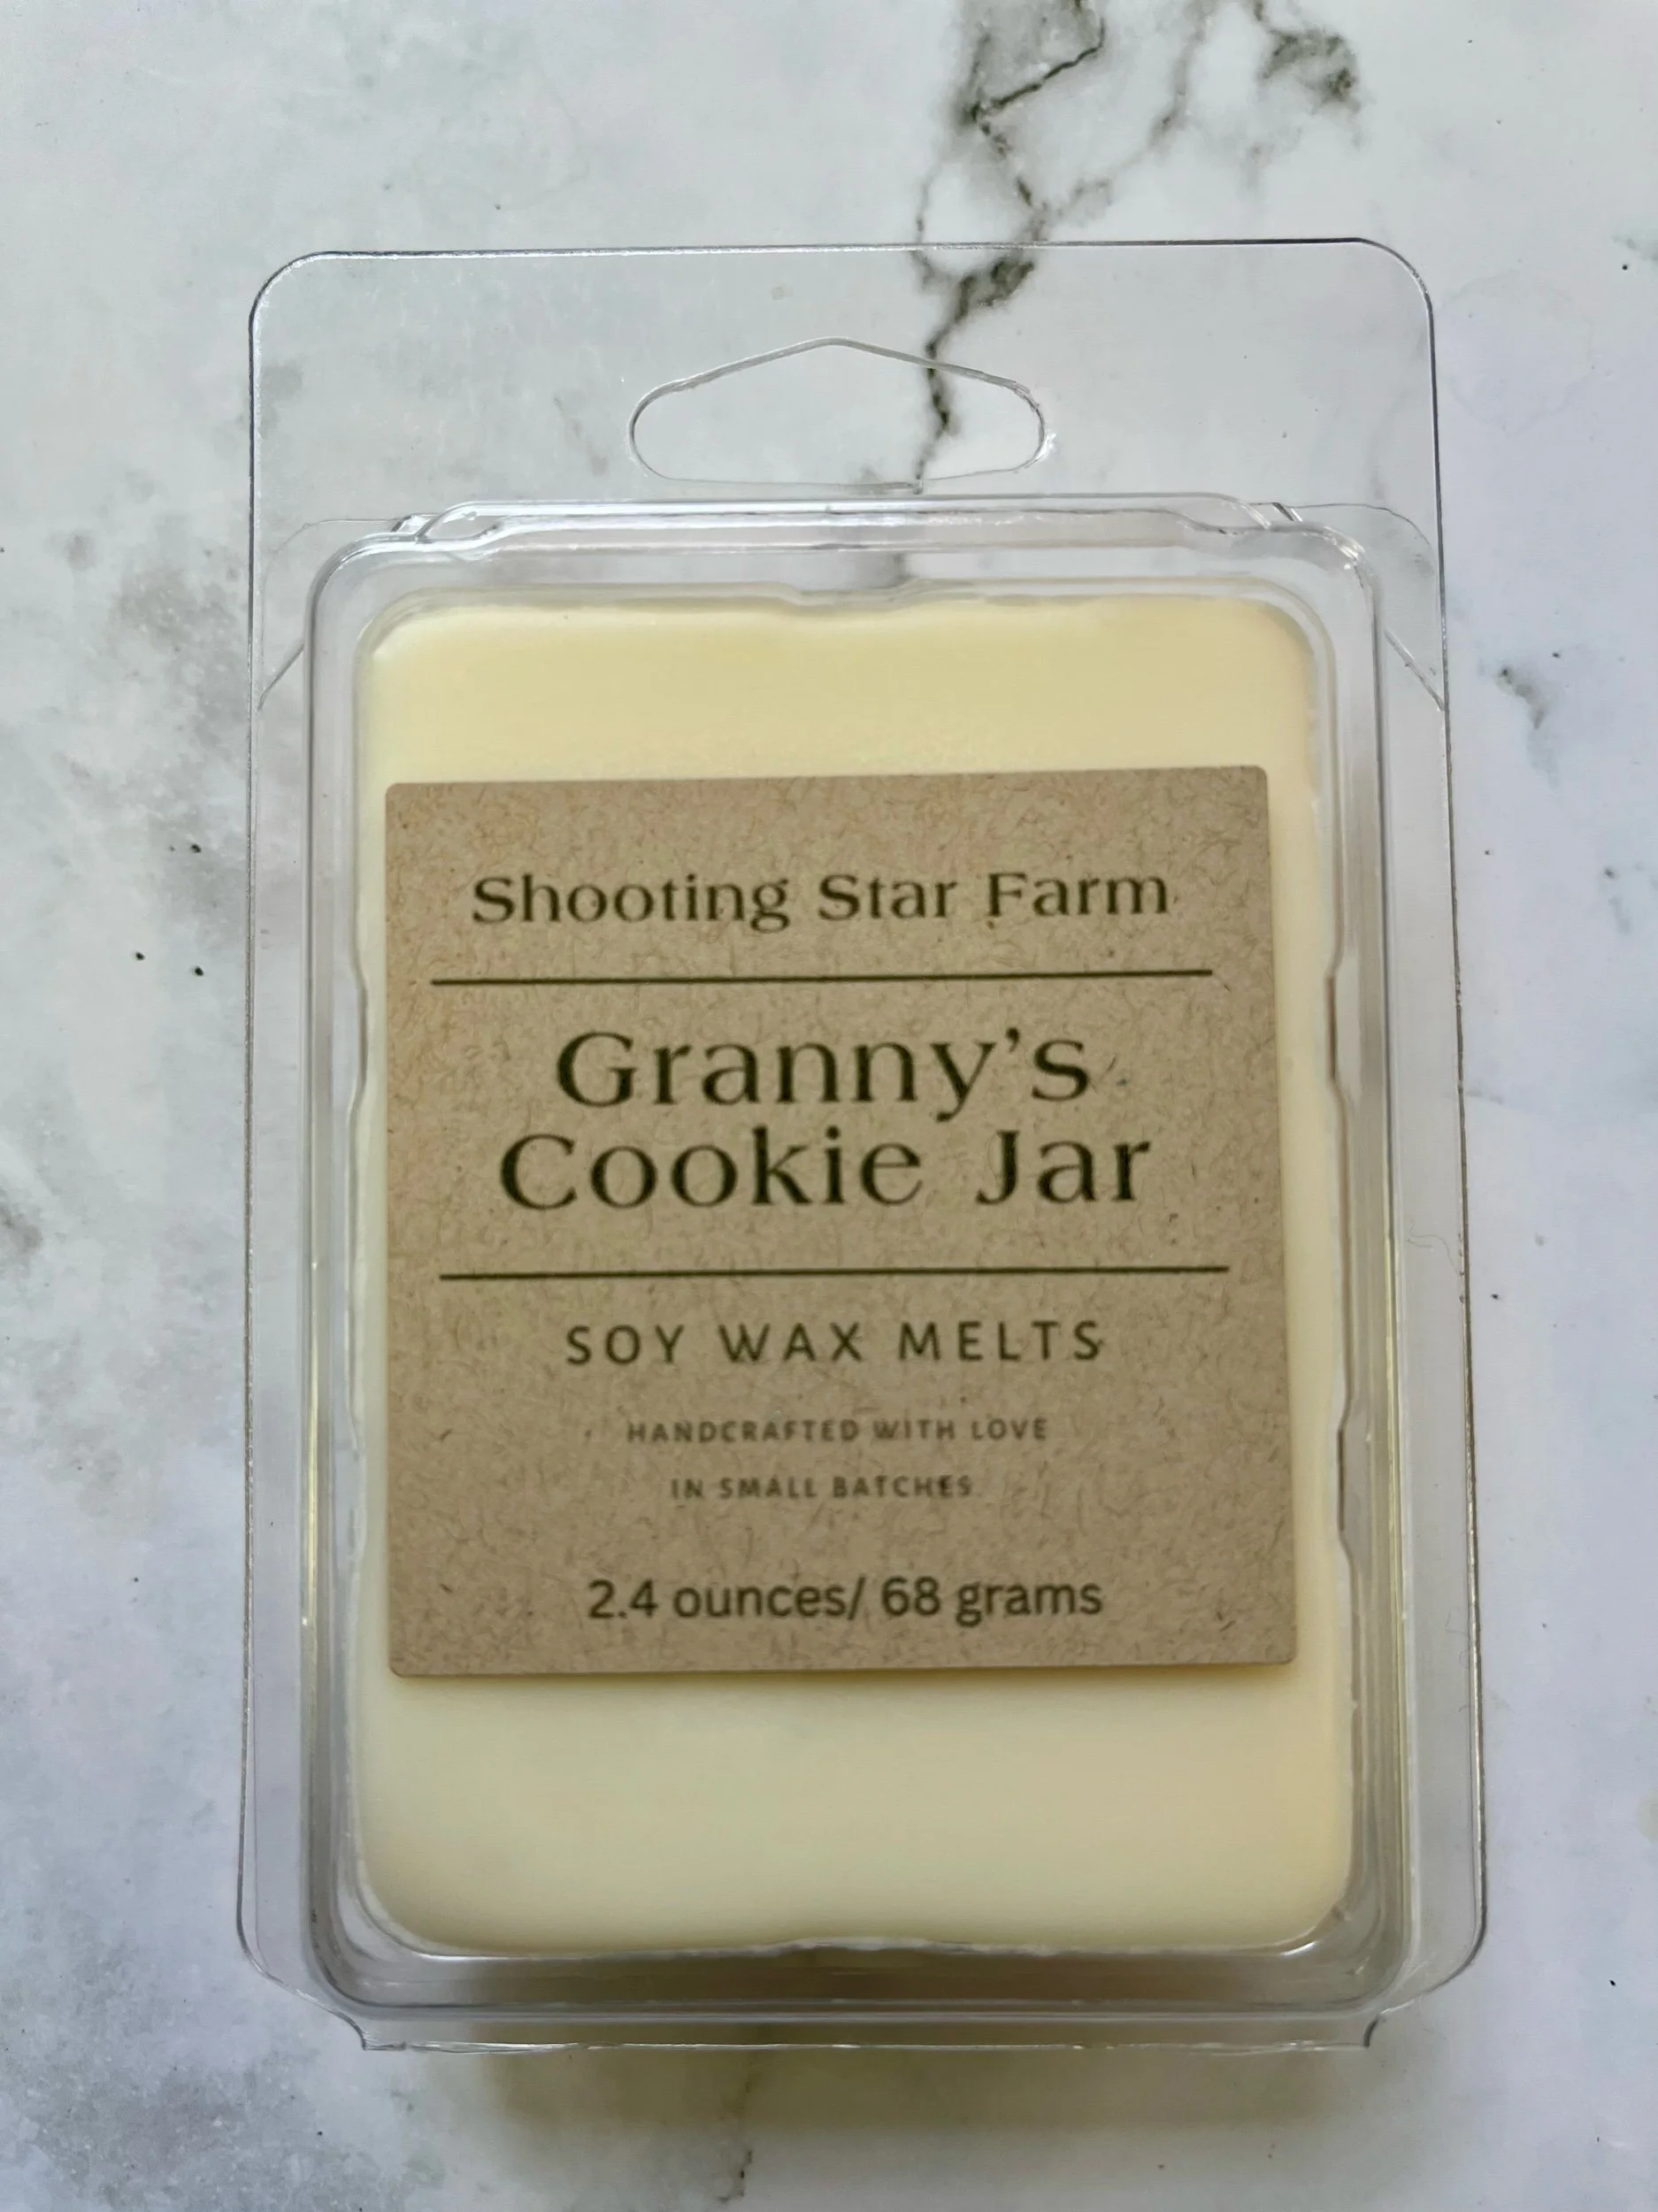 Shooting Star Farm
Granny's
Cookie Jar
SOY WAX MELTS
HANDCRAFTED WITH LOVE
IN SMALL BATCHES
2.4 ounces/ 68 grams